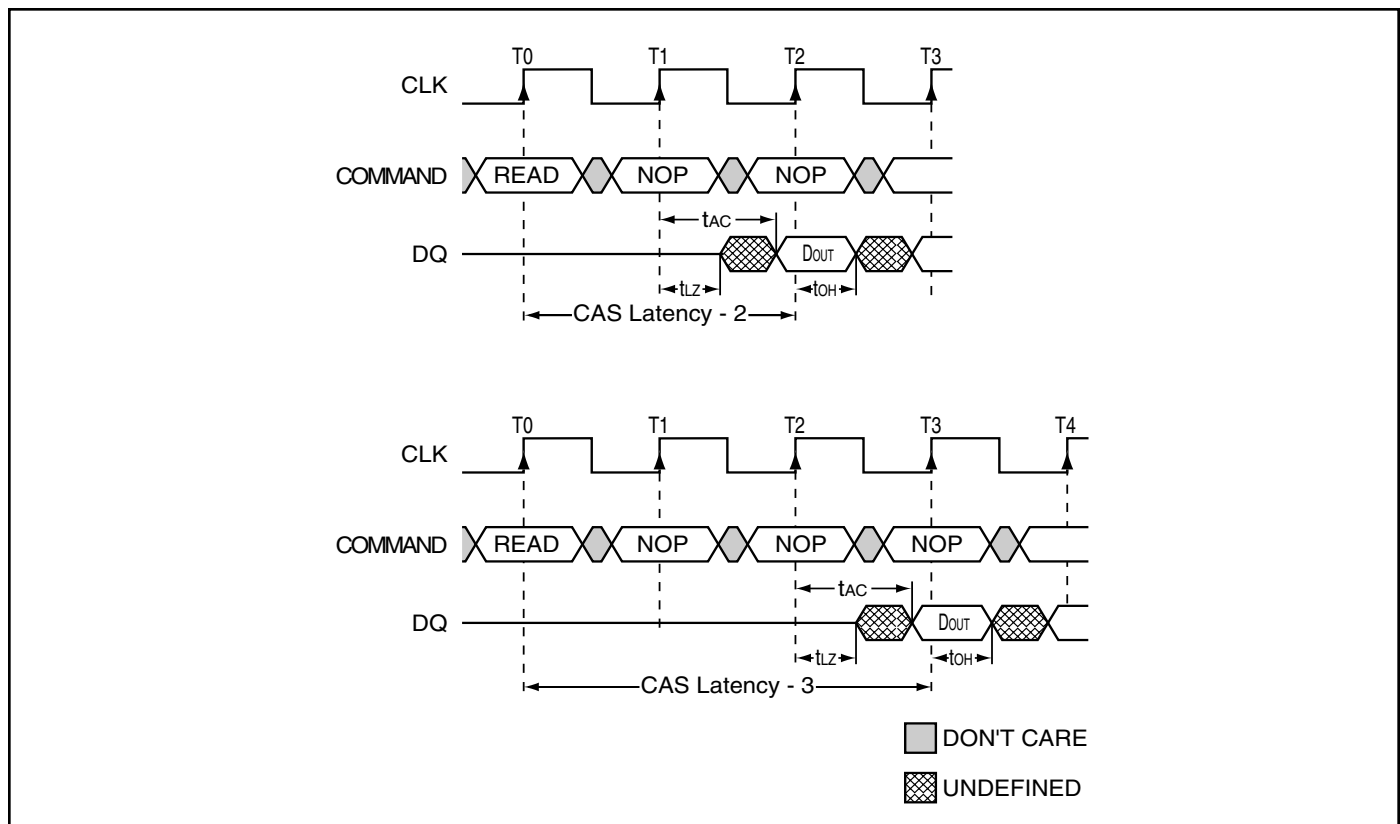 T0 T1 T2 T3
CLK
COMMAND READ NOP NOP
tAC
DQ DOUT
tLZ tOH
CAS Latency - 2
T0 T1 T2 T3 T4
CLK
COMMAND READ NOP NOP NOP
tAC
DQ DOUT
tLZ tOH
CAS Latency - 3
DON'T CARE
UNDEFINED